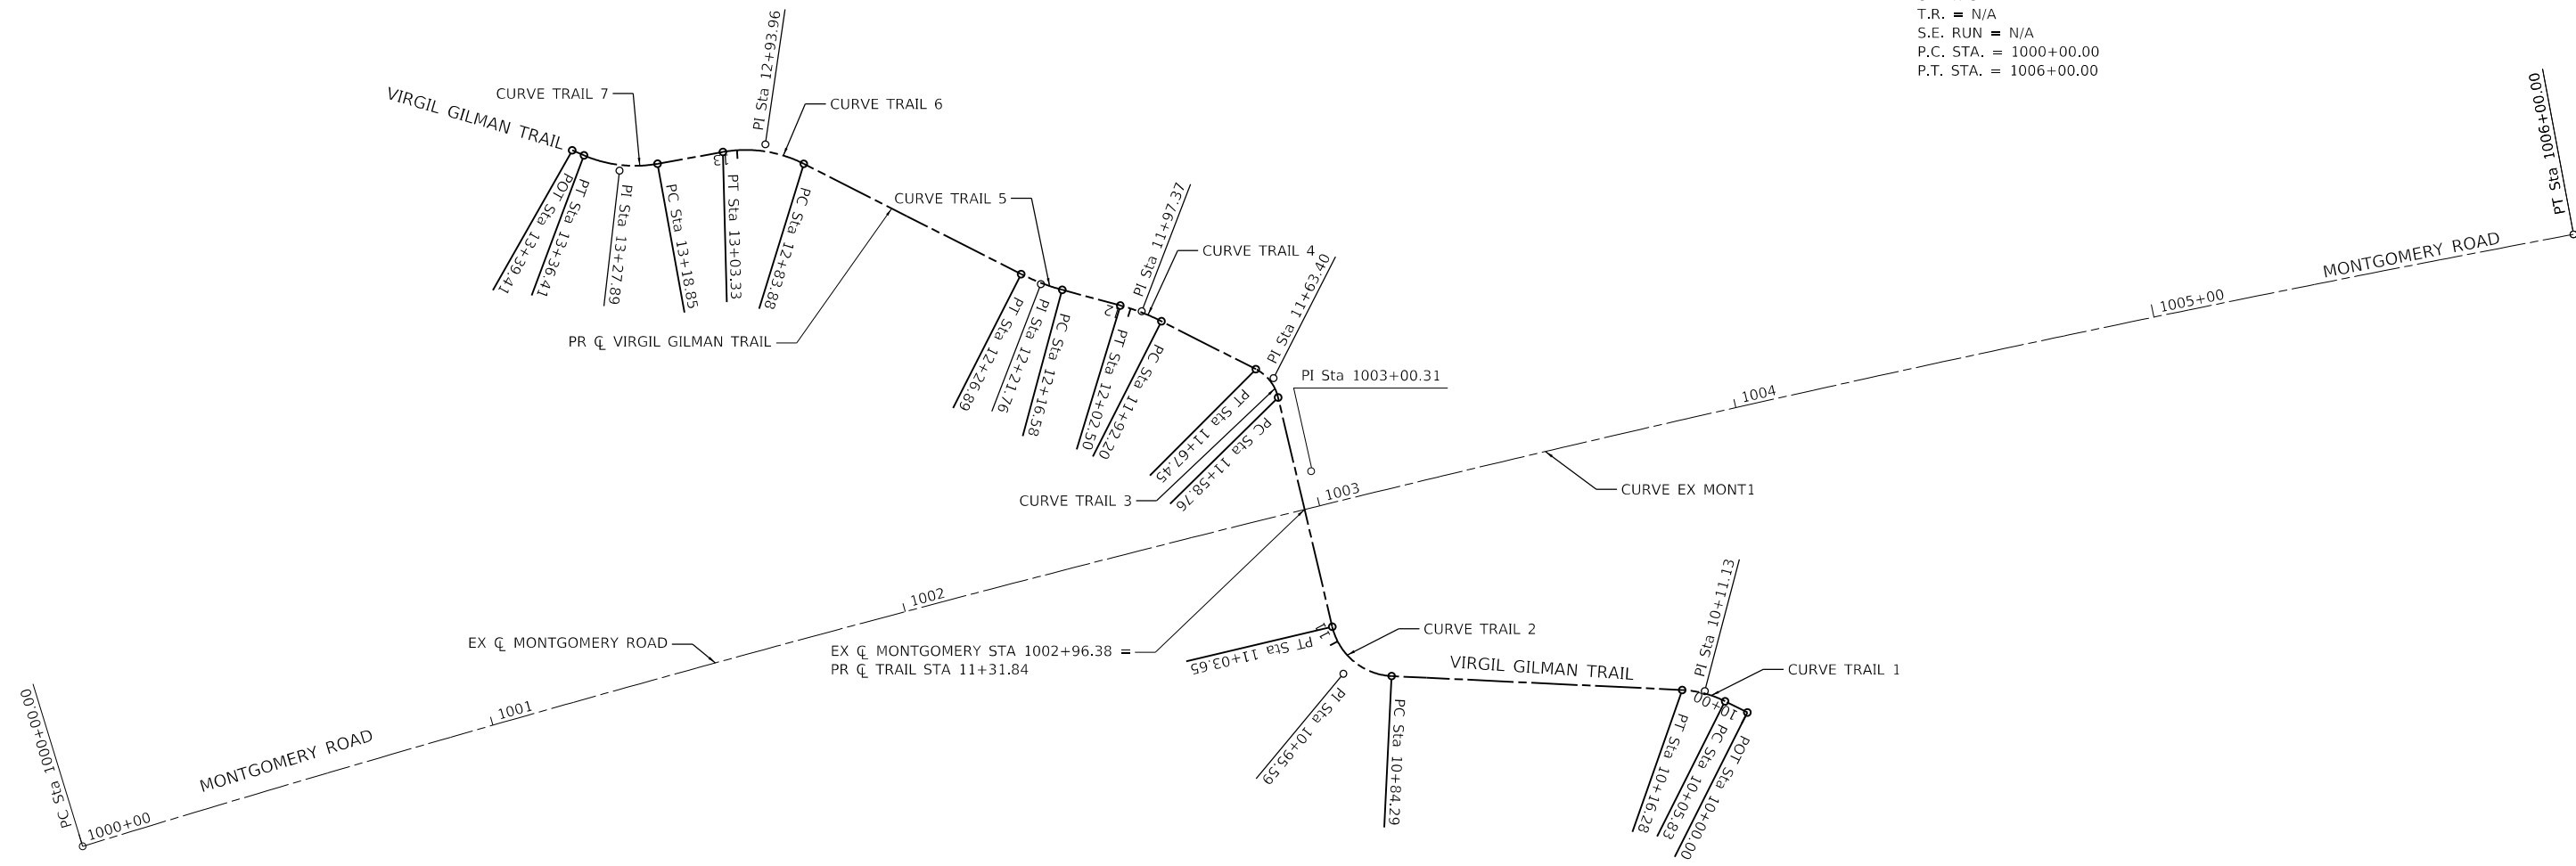 T.R. = N/A
S.E. RUN = N/A
P.C. STA. = 1000+00.00
P.T. STA. = 1006+00.00
VIRGIL GILMAN TRAIL
CURVE TRAIL 7
PI Sta 12+93.96
CURVE TRAIL 6
POT Sta 13+39.41
PT Sta 13+36.41
PI Sta 13+27.89
PC Sta 13+18.85
13
PT Sta 13+03.33
PC Sta 12+83.88
CURVE TRAIL 5
PR ℄ VIRGIL GILMAN TRAIL
PT Sta 12+26.89
PI Sta 12+21.76
PC Sta 12+16.58
12
PT Sta 12+02.50
PI Sta 11+97.37
CURVE TRAIL 4
PC Sta 11+92.20
PT Sta 11+67.45
PI Sta 11+63.40
PC Sta 11+58.76
CURVE TRAIL 3
PI Sta 1003+00.31
PT Sta 1006+00.00
MONTGOMERY ROAD
1005+00
1004
1003
CURVE EX MONT1
1002
EX ℄ MONTGOMERY ROAD
EX ℄ MONTGOMERY STA 1002+96.38 =
PR ℄ TRAIL STA 11+31.84
11
PT Sta 11+03.65
CURVE TRAIL 2
PI Sta 10+95.59
PC Sta 10+84.29
VIRGIL GILMAN TRAIL
PI Sta 10+11.13
CURVE TRAIL 1
10+00
PT Sta 10+16.28
PC Sta 10+05.83
POT Sta 10+00.00
1001
MONTGOMERY ROAD
1000+00
PC Sta 1000+00.00